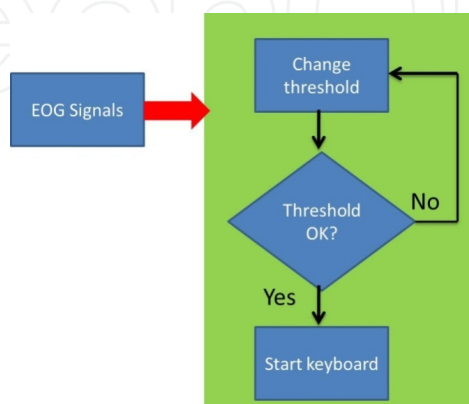 EOG Signals
Change
threshold
Threshold
OK?
No
Yes
Start keyboard